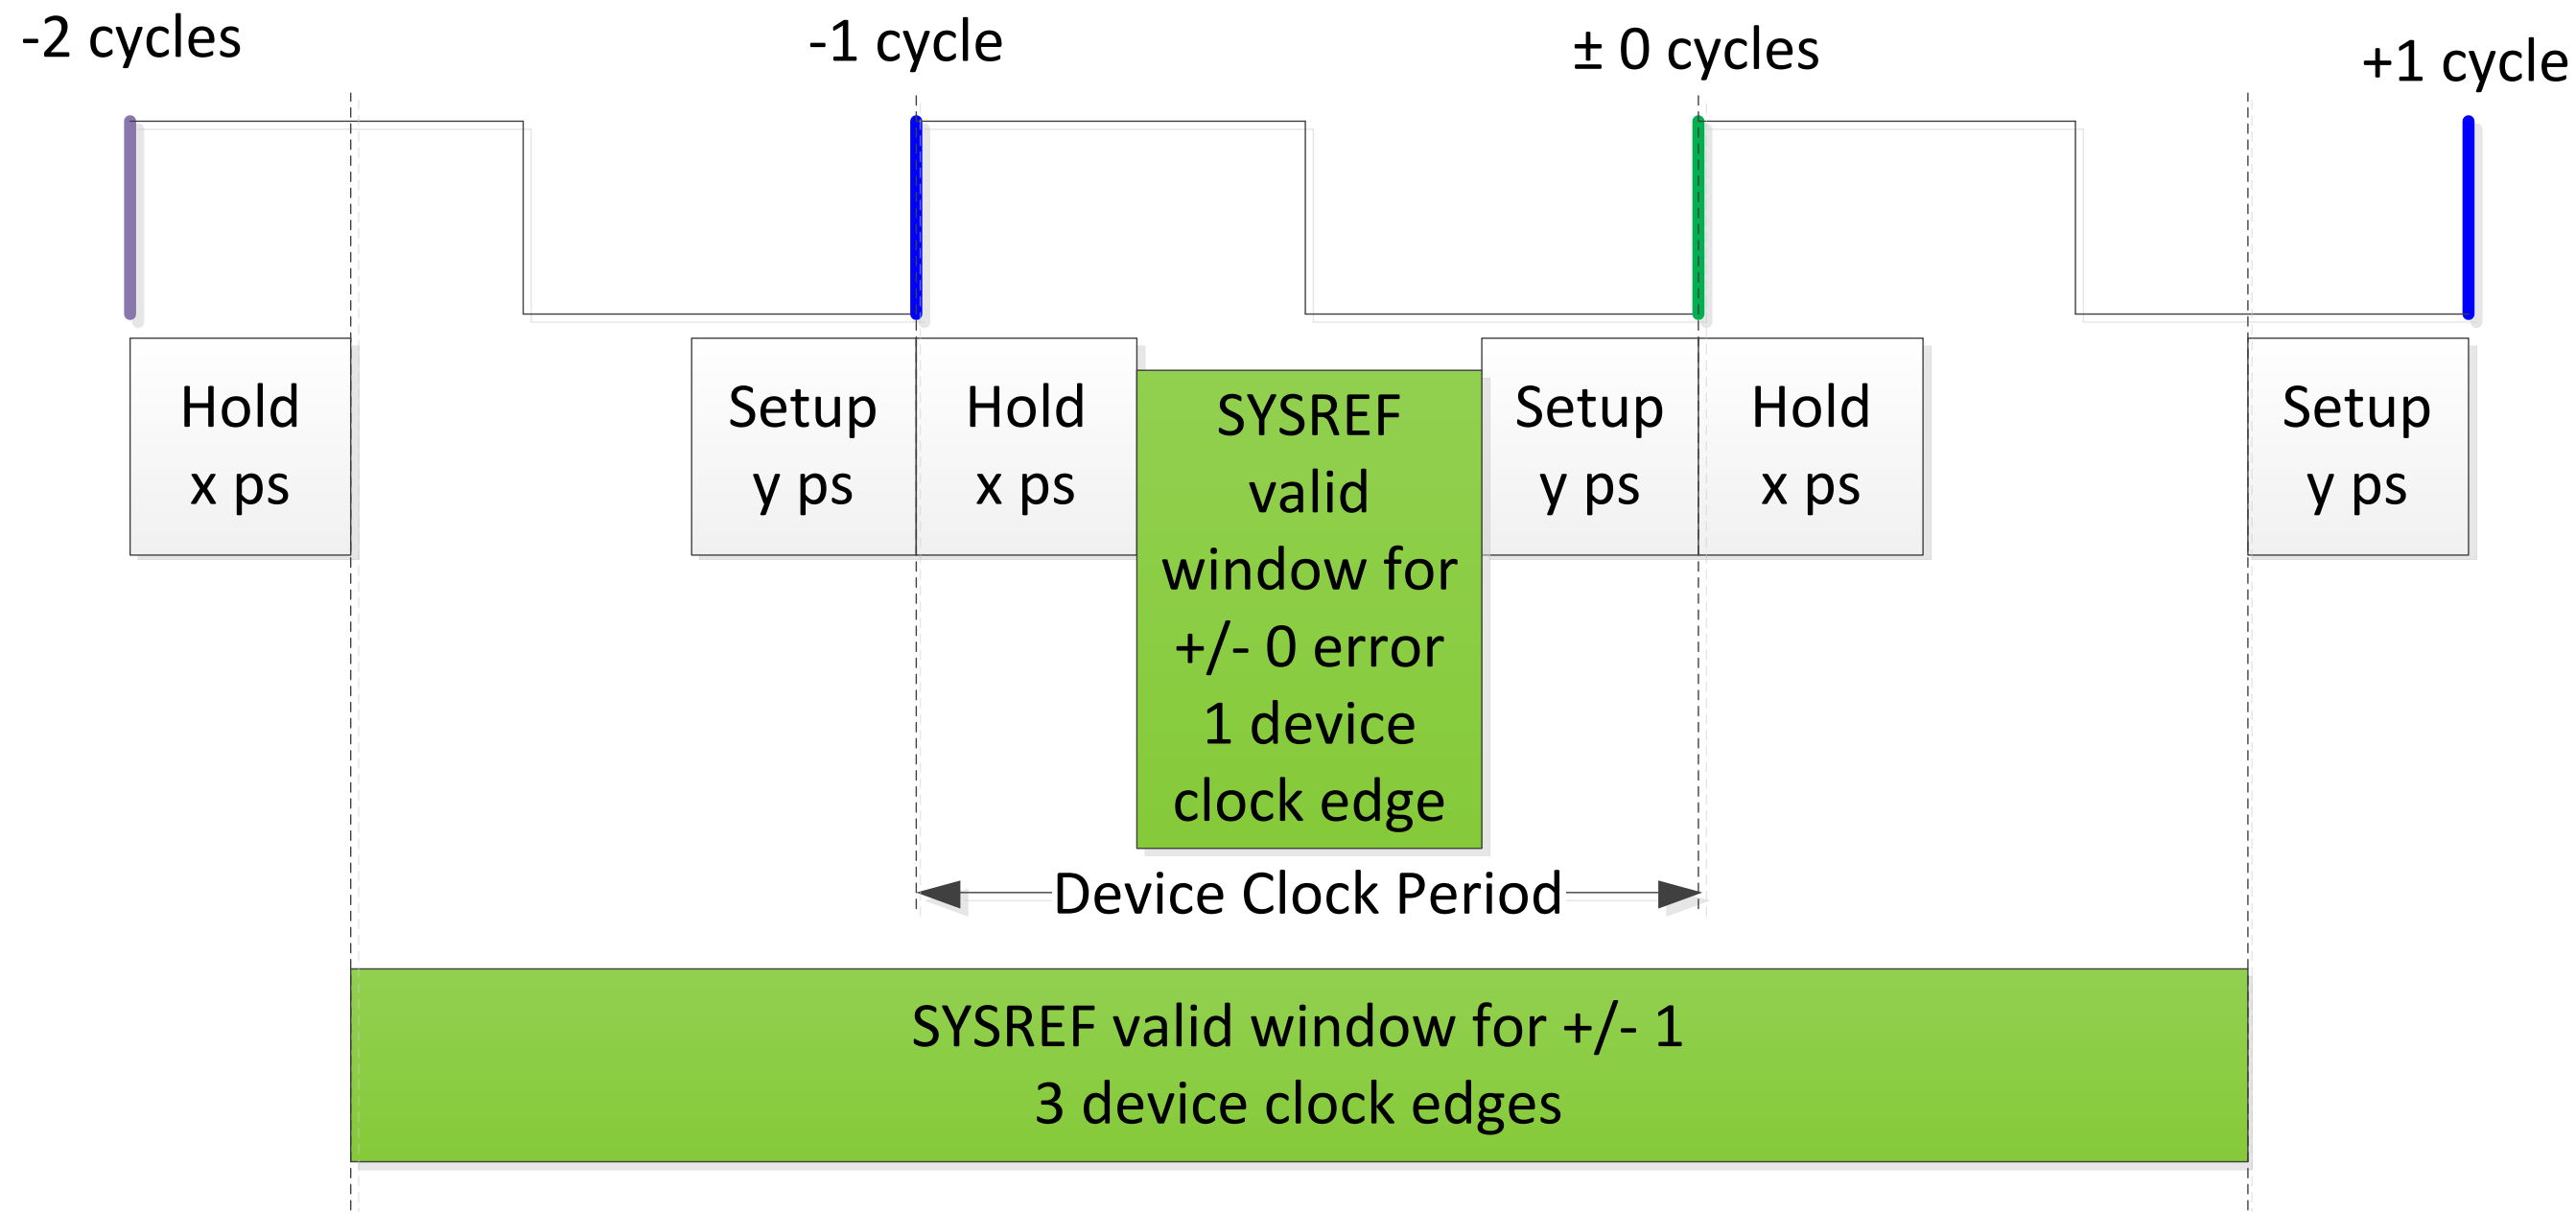 -2 cycles
-1 cycle
± 0 cycles
+1 cycle
Hold
x ps
Setup
y ps
Hold
x ps
SYSREF
valid
window for
+/- 0 error
1 device
clock edge
Setup
y ps
Hold
x ps
Setup
y ps
Device Clock Period
SYSREF valid window for +/- 1
3 device clock edges